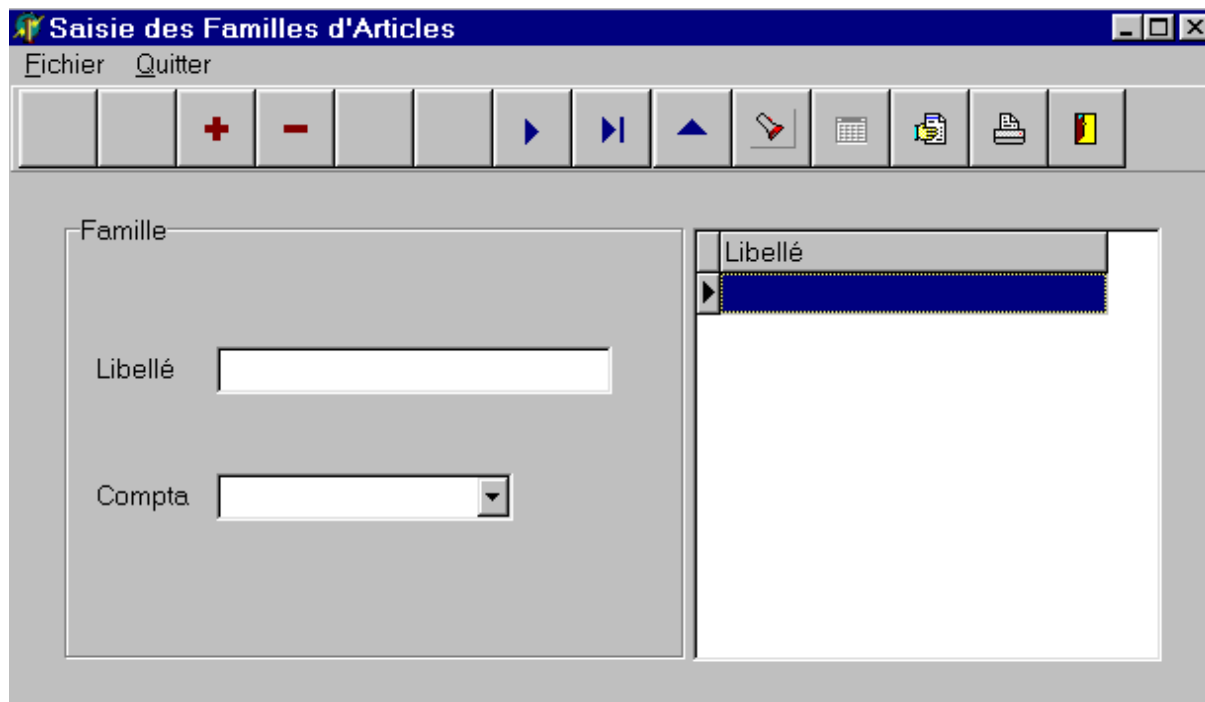 Saisie des Familles d'Articles
Fichier Quitter
Famille
Libellé
Libellé
Compta